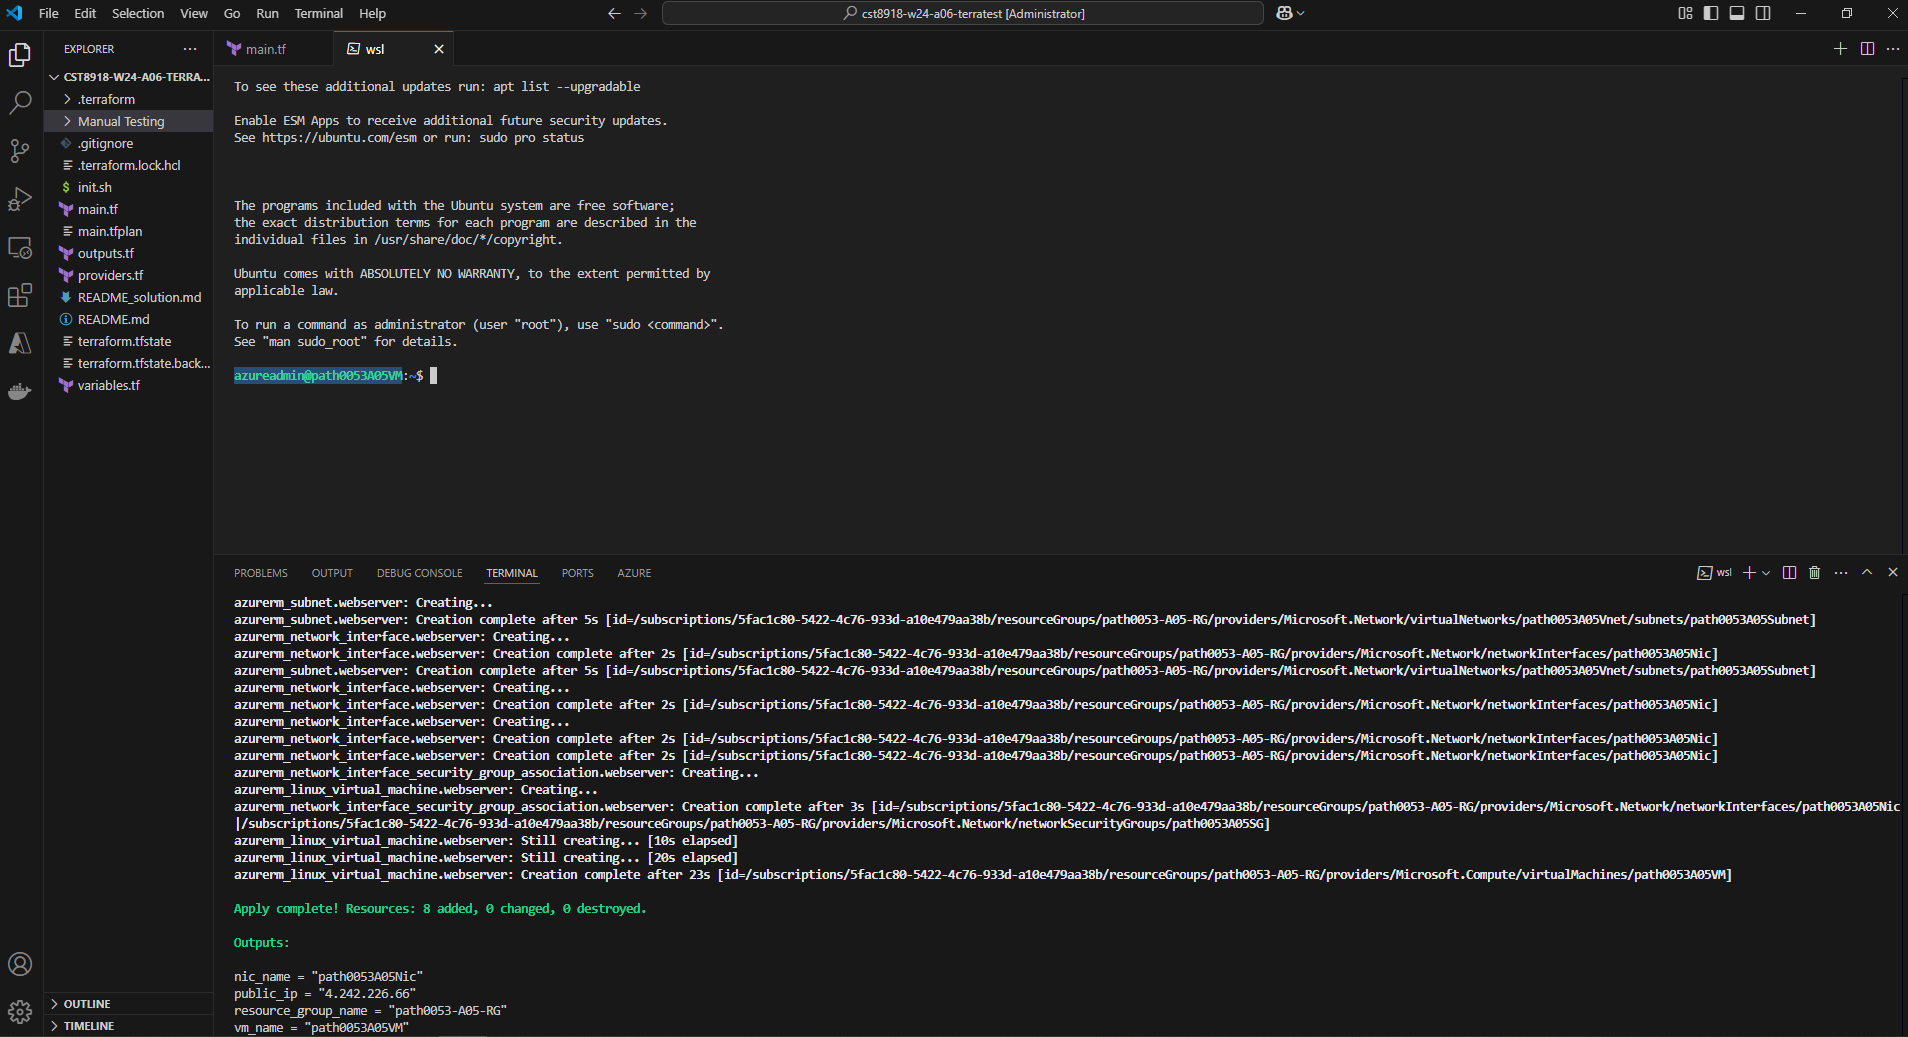 File Edit Selection View Go Run Terminal Help
cst8918-w24-a06-terratest [Administrator]
EXPLORER
CST8918-W24-A06-TERRA...
.terraform
Manual Testing
.gitignore
.terraform.lock.hcl
$ init.sh
main.tf
main.tfplan
outputs.tf
providers.tf
README_solution.md
README.md
terraform.tfstate
terraform.tfstate.back...
variables.tf
OUTLINE
TIMELINE
main.tf
wsl
To see these additional updates run: apt list --upgradable
Enable ESM Apps to receive additional future security updates.
See https://ubuntu.com/esm or run: sudo pro status
The programs included with the Ubuntu system are free software;
the exact distribution terms for each program are described in the
individual files in /usr/share/doc/*/copyright.
Ubuntu comes with ABSOLUTELY NO WARRANTY, to the extent permitted by
applicable law.
To run a command as administrator (user "root"), use "sudo <command>".
See "man sudo_root" for details.
azureadmin@path0053A05VM:~$
PROBLEMS OUTPUT DEBUG CONSOLE TERMINAL PORTS AZURE
wsl
azurerm_subnet.webserver: Creating...
azurerm_subnet.webserver: Creation complete after 5s [id=/subscriptions/5fac1c80-5422-4c76-933d-a10e479aa38b/resourceGroups/path0053-A05-RG/providers/Microsoft.Network/virtualNetworks/path0053A05Vnet/subnets/path0053A05Subnet]
azurerm_network_interface.webserver: Creating...
azurerm_network_interface.webserver: Creation complete after 2s [id=/subscriptions/5fac1c80-5422-4c76-933d-a10e479aa38b/resourceGroups/path0053-A05-RG/providers/Microsoft.Network/networkInterfaces/path0053A05Nic]
azurerm_subnet.webserver: Creation complete after 5s [id=/subscriptions/5fac1c80-5422-4c76-933d-a10e479aa38b/resourceGroups/path0053-A05-RG/providers/Microsoft.Network/virtualNetworks/path0053A05Vnet/subnets/path0053A05Subnet]
azurerm_network_interface.webserver: Creating...
azurerm_network_interface.webserver: Creation complete after 2s [id=/subscriptions/5fac1c80-5422-4c76-933d-a10e479aa38b/resourceGroups/path0053-A05-RG/providers/Microsoft.Network/networkInterfaces/path0053A05Nic]
azurerm_network_interface.webserver: Creating...
azurerm_network_interface.webserver: Creation complete after 2s [id=/subscriptions/5fac1c80-5422-4c76-933d-a10e479aa38b/resourceGroups/path0053-A05-RG/providers/Microsoft.Network/networkInterfaces/path0053A05Nic]
azurerm_network_interface.webserver: Creation complete after 2s [id=/subscriptions/5fac1c80-5422-4c76-933d-a10e479aa38b/resourceGroups/path0053-A05-RG/providers/Microsoft.Network/networkInterfaces/path0053A05Nic]
azurerm_network_interface_security_group_association.webserver: Creating...
azurerm_linux_virtual_machine.webserver: Creating...
azurerm_network_interface_security_group_association.webserver: Creation complete after 3s [id=/subscriptions/5fac1c80-5422-4c76-933d-a10e479aa38b/resourceGroups/path0053-A05-RG/providers/Microsoft.Network/networkInterfaces/path0053A05Nic
|/subscriptions/5fac1c80-5422-4c76-933d-a10e479aa38b/resourceGroups/path0053-A05-RG/providers/Microsoft.Network/networkSecurityGroups/path0053A05SG]
azurerm_linux_virtual_machine.webserver: Still creating... [10s elapsed]
azurerm_linux_virtual_machine.webserver: Still creating... [20s elapsed]
azurerm_linux_virtual_machine.webserver: Creation complete after 23s [id=/subscriptions/5fac1c80-5422-4c76-933d-a10e479aa38b/resourceGroups/path0053-A05-RG/providers/Microsoft.Compute/virtualMachines/path0053A05VM]
Apply complete! Resources: 8 added, 0 changed, 0 destroyed.
Outputs:
nic_name = "path0053A05Nic"
public_ip = "4.242.226.66"
resource_group_name = "path0053-A05-RG"
vm_name = "path0053A05VM"